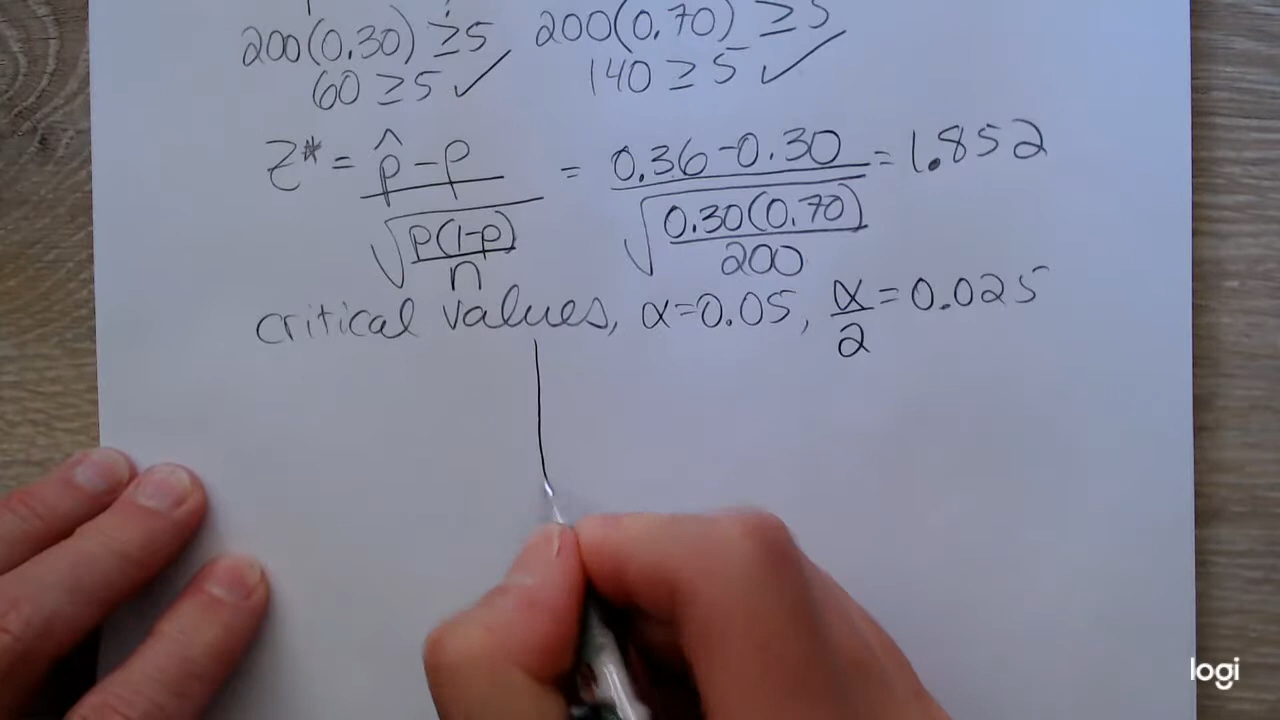 200(0.30) ≥5 200(0.70) ≥5
60 ≥5 ✓ 140 ≥ 5 ✓
Z* = p̂ - p / √(p(1-p)/n) = 0.36-0.30 / √(0.30(0.70)/200) = 1.852
critical values, α=0.05, α/2 = 0.025
logi